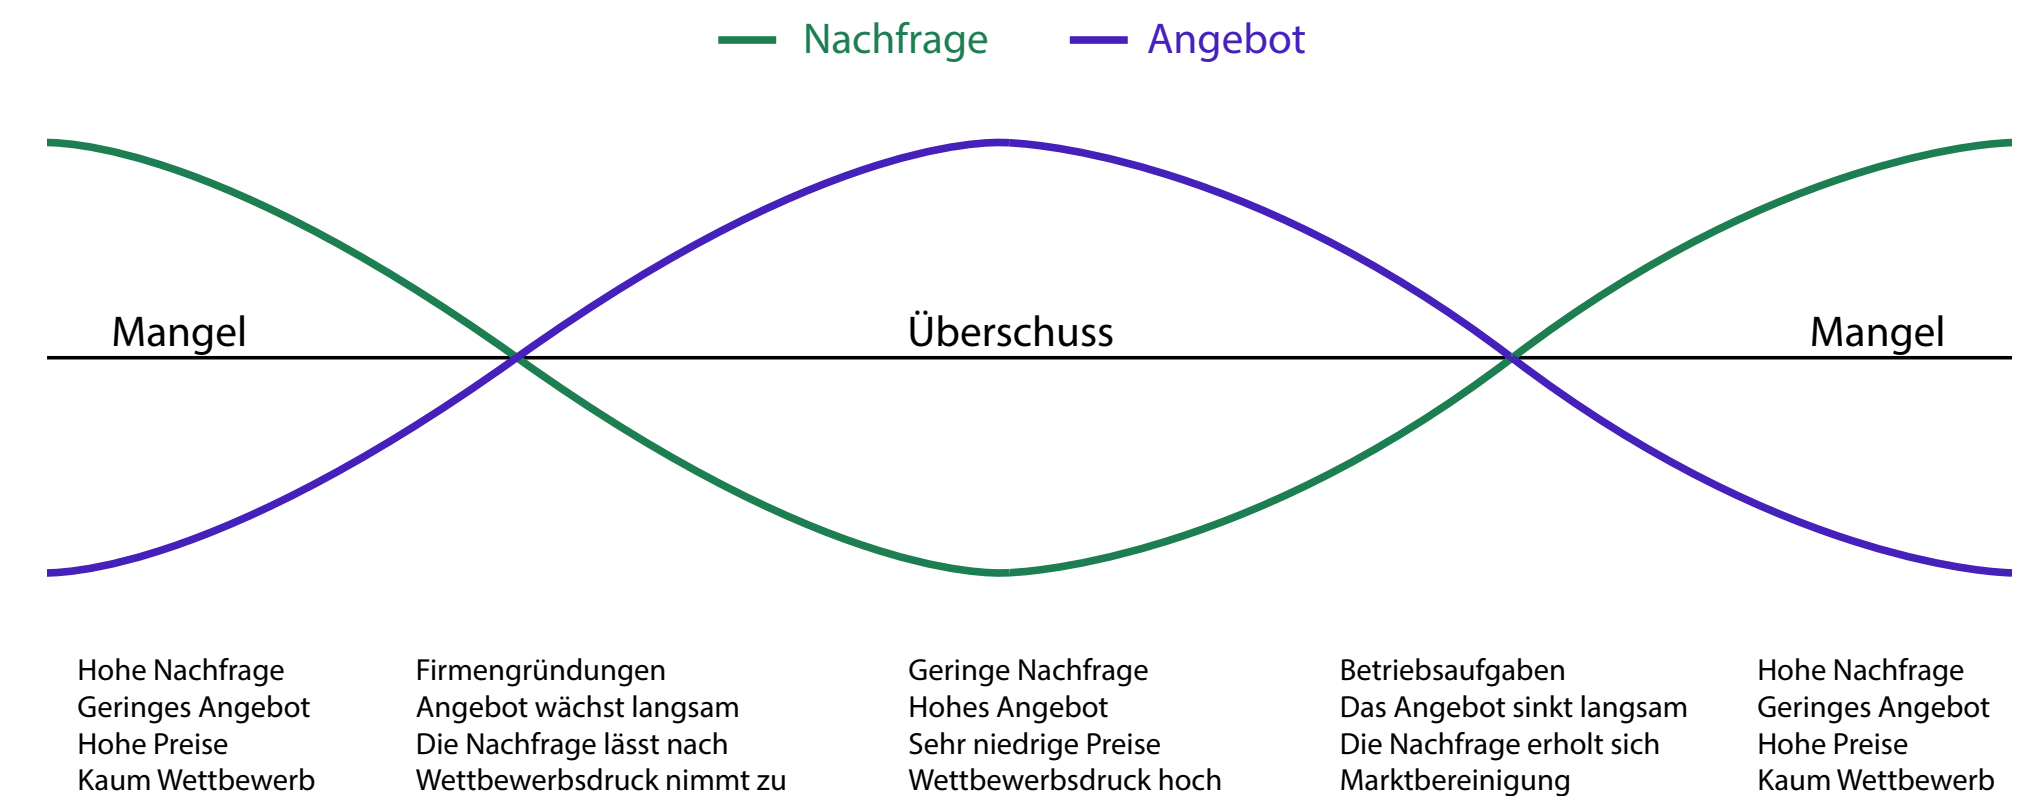 Nachfrage
Angebot
Mangel
Überschuss
Mangel
Hohe Nachfrage
Geringes Angebot
Hohe Preise
Kaum Wettbewerb
Firmengründungen
Angebot wächst langsam
Die Nachfrage lässt nach
Wettbewerbsdruck nimmt zu
Geringe Nachfrage
Hohes Angebot
Sehr niedrige Preise
Wettbewerbsdruck hoch
Betriebsaufgaben
Das Angebot sinkt langsam
Die Nachfrage erholt sich
Marktbereinigung
Hohe Nachfrage
Geringes Angebot
Hohe Preise
Kaum Wettbewerb